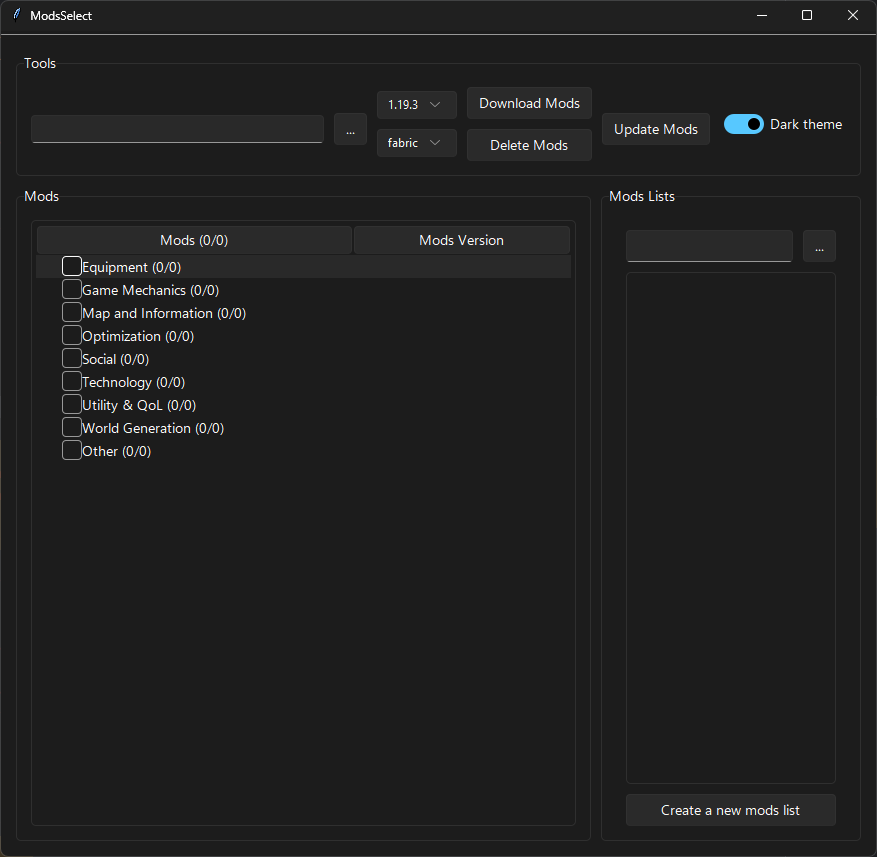 ModsSelect
Tools
...
1.19.3
fabric
Download Mods
Delete Mods
Update Mods
Dark theme
Mods
Mods (0/0)
Mods Version
Equipment (0/0)
Game Mechanics (0/0)
Map and Information (0/0)
Optimization (0/0)
Social (0/0)
Technology (0/0)
Utility & QoL (0/0)
World Generation (0/0)
Other (0/0)
Mods Lists
...
Create a new mods list